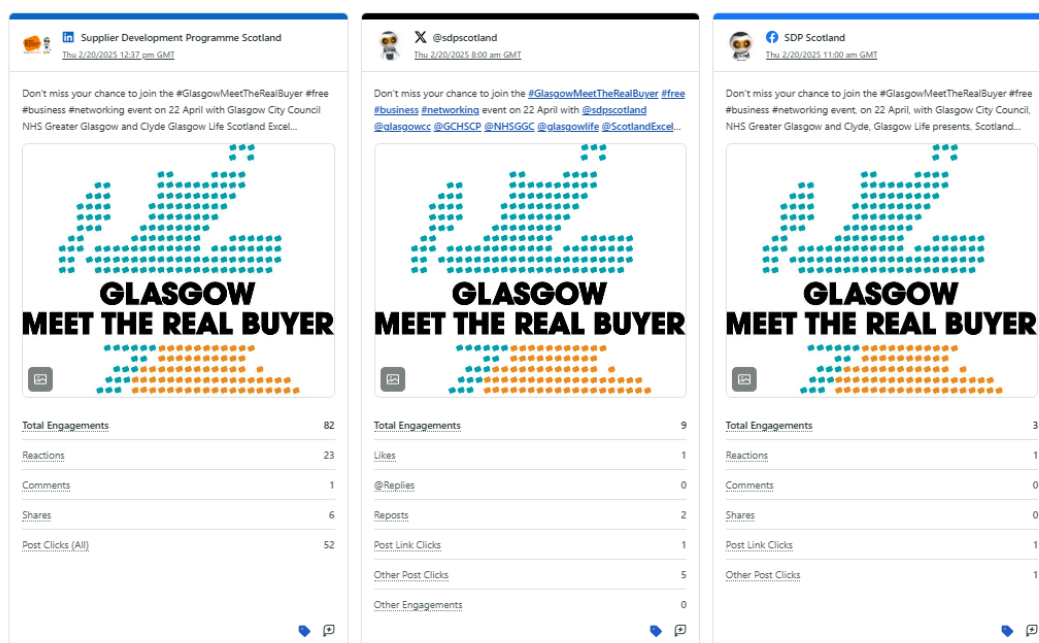 Supplier Development Programme Scotland
Thu 2/20/2025 12:37 pm GMT
Don't miss your chance to join the #GlasgowMeetTheRealBuyer #free
#business #networking event on 22 April with Glasgow City Council
NHS Greater Glasgow and Clyde Glasgow Life Scotland Excel...
GLASGOW
MEET THE REAL BUYER
Total Engagements 82
Reactions 23
Comments 1
Shares 6
Post Clicks (All) 52
@sdpscotland
Thu 2/20/2025 8:00 am GMT
Don't miss your chance to join the #GlasgowMeetTheRealBuyer #free
#business #networking event on 22 April with @sdpscotland
@glasgowcc @GCHSCP @NHSGGC @glasgowlife @ScotlandExcel...
GLASGOW
MEET THE REAL BUYER
Total Engagements 9
Likes 1
@Replies 0
Reposts 2
Post Link Clicks 1
Other Post Clicks 5
Other Engagements 0
SDP Scotland
Thu 2/20/2025 11:00 am GMT
Don't miss your chance to join the #GlasgowMeetTheRealBuyer #free
#business #networking event, on 22 April, with Glasgow City Council,
NHS Greater Glasgow and Clyde, Glasgow Life presents, Scotland...
GLASGOW
MEET THE REAL BUYER
Total Engagements 3
Reactions 1
Comments 0
Shares 0
Post Link Clicks 1
Other Post Clicks 1